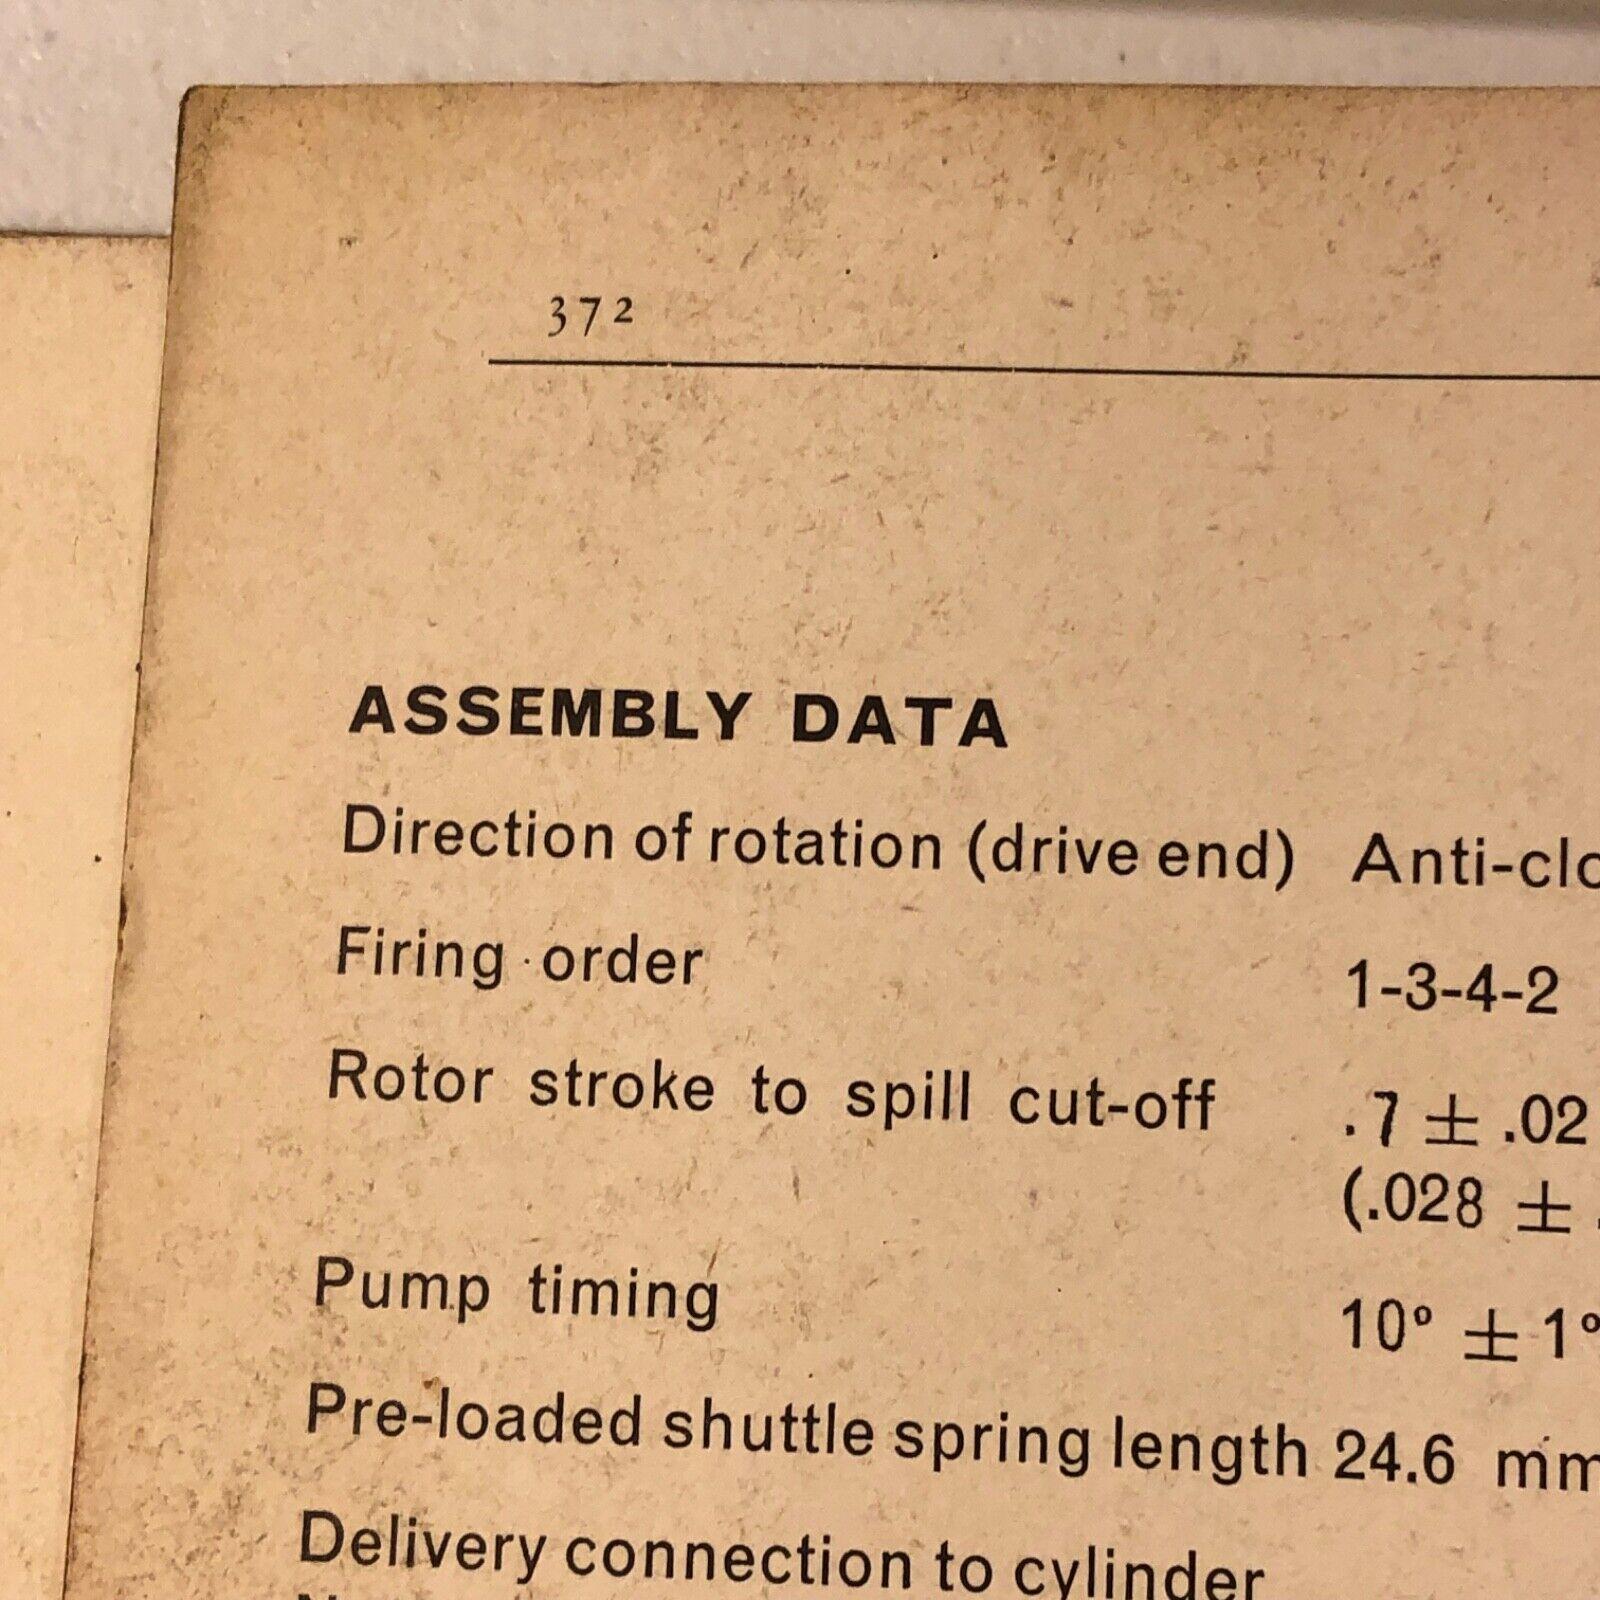 372
ASSEMBLY DATA
Direction of rotation (drive end) Anti-clo
Firing order 1-3-4-2
Rotor stroke to spill cut-off .7 ± .02
(.028 ± .
Pump timing 10° ± 1°
Pre-loaded shuttle spring length 24.6 mm
Delivery connection to cylinder